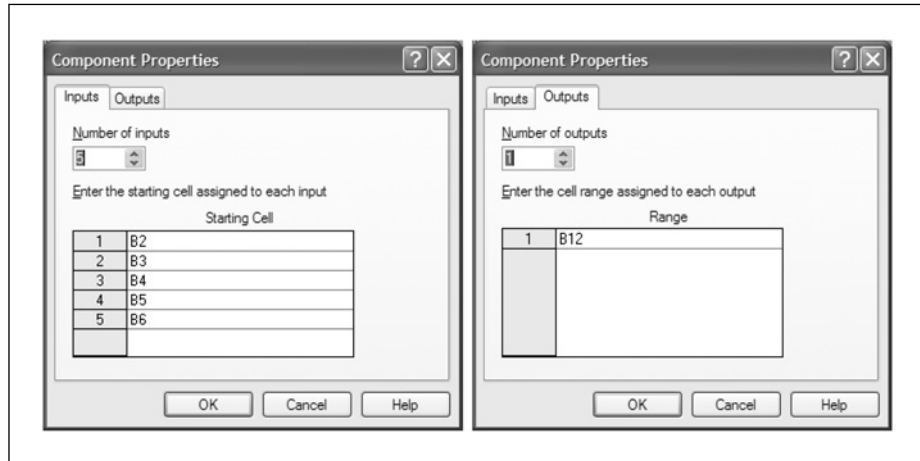 Component Properties
Inputs Outputs
Number of inputs
5
Enter the starting cell assigned to each input
Starting Cell
1 B2
2 B3
3 B4
4 B5
5 B6
OK Cancel Help
Component Properties
Inputs Outputs
Number of outputs
1
Enter the cell range assigned to each output
Range
1 B12
OK Cancel Help